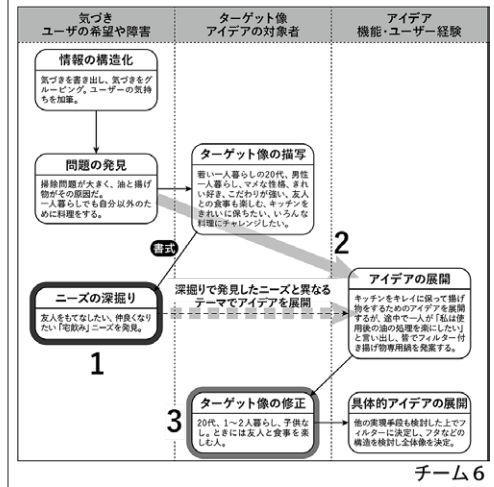 気づき
ユーザの希望や障害
ターゲット像
アイデアの対象者
アイデア
機能・ユーザー経験
情報の構造化
気づきを書き出し、気づきをグ
ルーピング。ユーザーの気持
ちを加筆。
問題の発見
掃除問題が大きく、油と揚げ
物がその原因だ。
一人暮らしでも自分以外のた
めに料理をする。
ターゲット像の描写
若い一人暮らしの20代、男性
一人暮らし、マメな性格、きれ
い好き、こだわりが強い、友人
との食事も楽しむ、キッチンを
きれいに保ちたい、いろんな
料理にチャレンジしたい。
書式
2
ニーズの深掘り
友人をもてなしたい、仲良くなり
たい「宅飲み」ニーズを発見。
1
深掘りで発見したニーズと異なる
テーマでアイデアを展開
アイデアの展開
キッチンをキレイに保って揚げ
物をするためのアイデアを展開
するが、途中で一人が「私は使
用後の油の処理を楽にしたい」
と言い出し、皆でフィルター付
き揚げ物専用鍋を発案する。
3
ターゲット像の修正
20代、1〜2人暮らし、子供な
し。ときには友人と食事を楽し
む人。
具体的アイデアの展開
他の実現手段も検討した上でフ
ィルターに決定し、フタなどの
構造を検討し全体像を決定。
チーム6